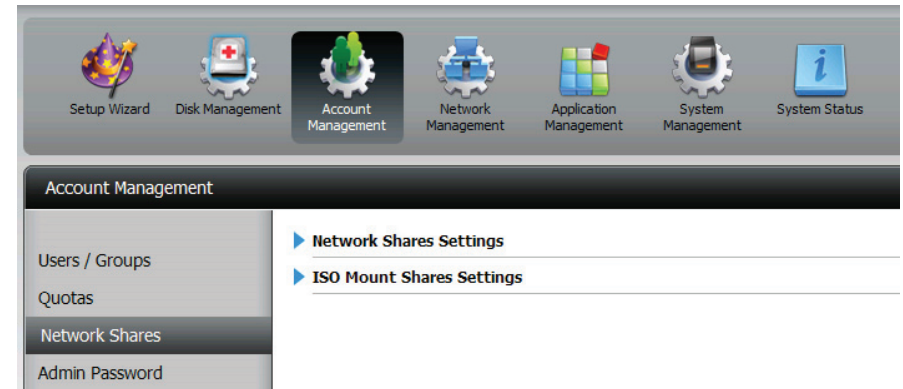 Setup Wizard
Disk Management
Account
Management
Network
Management
Application
Management
System
Management
System Status
Account Management
Users / Groups
Quotas
Network Shares
Admin Password
Network Shares Settings
ISO Mount Shares Settings